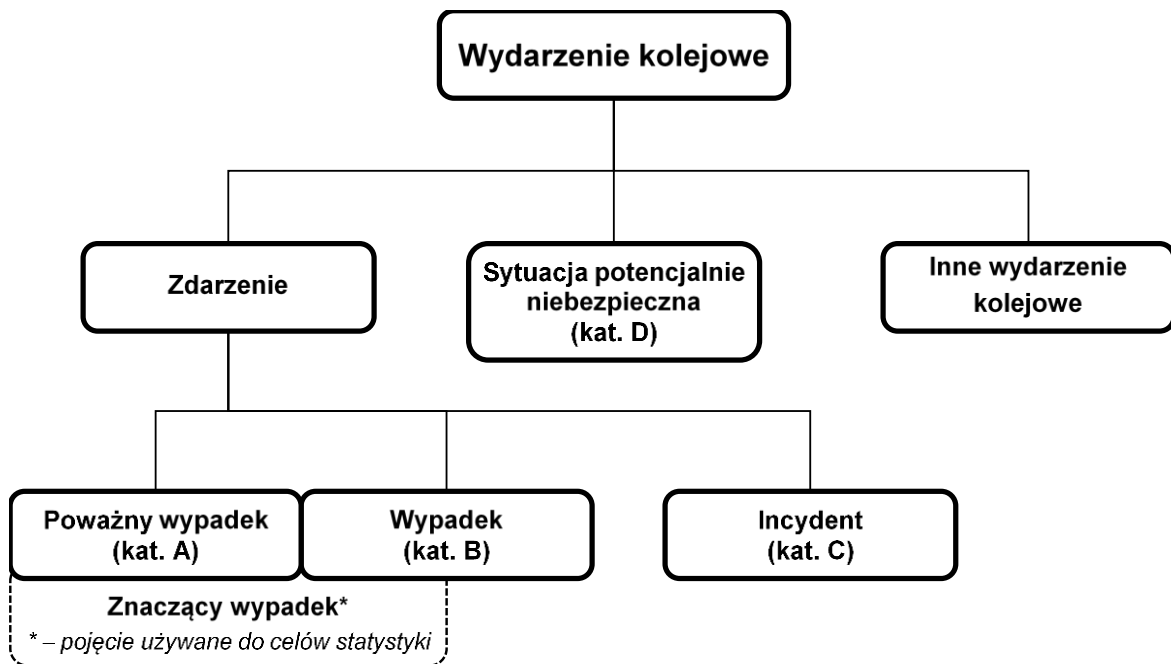 Wydarzenie kolejowe
Zdarzenie
Sytuacja potencjalnie
niebezpieczna
(kat. D)
Inne wydarzenie
kolejowe
Poważny wypadek
(kat. A)
Wypadek
(kat. B)
Incydent
(kat. C)
Znaczący wypadek*
* – pojęcie używane do celów statystyki